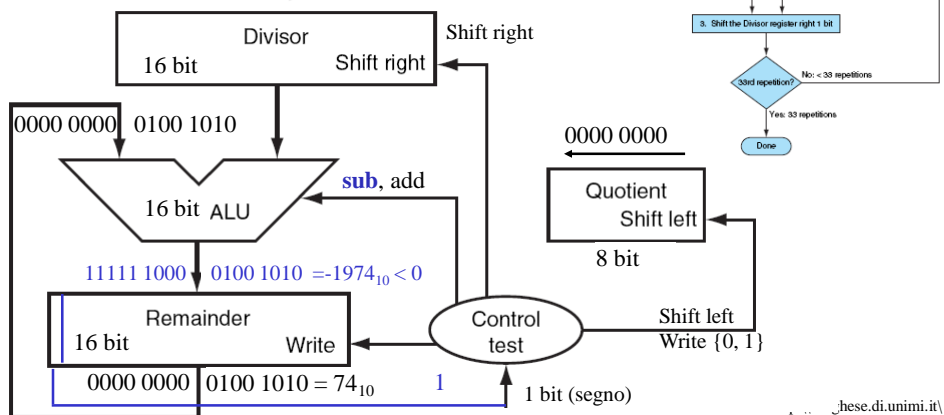 3. Shift the Divisor register right 1 bit
33rd repetition?
No: < 33 repetitions
Yes: 33 repetitions
Done
Divisor
16 bit
Shift right
Shift right
0000 0000 0100 1010
sub, add
16 bit ALU
0000 0000
Quotient
Shift left
8 bit
11111 1000 0100 1010 =-1974₁₀ < 0
Remainder
16 bit
Write
Control
test
Shift left
Write {0, 1}
0000 0000 0100 1010 = 74₁₀
1
1 bit (segno)
ghese.di.unimi.it\